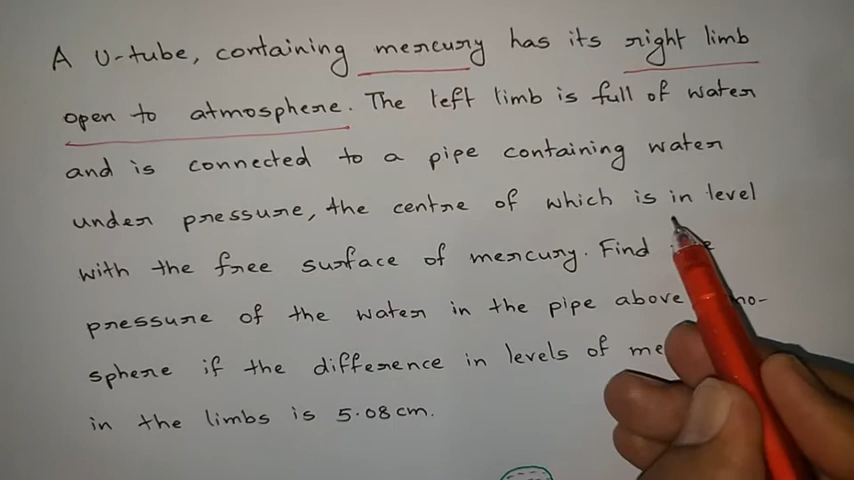 A U-tube, containing mercury has its right limb
open to atmosphere. The left limb is full of water
and is connected to a pipe containing water
under pressure, the centre of which is in level
with the free surface of mercury. Find
pressure of the water in the pipe above
sphere if the difference in levels of
in the limbs is 5.08cm.